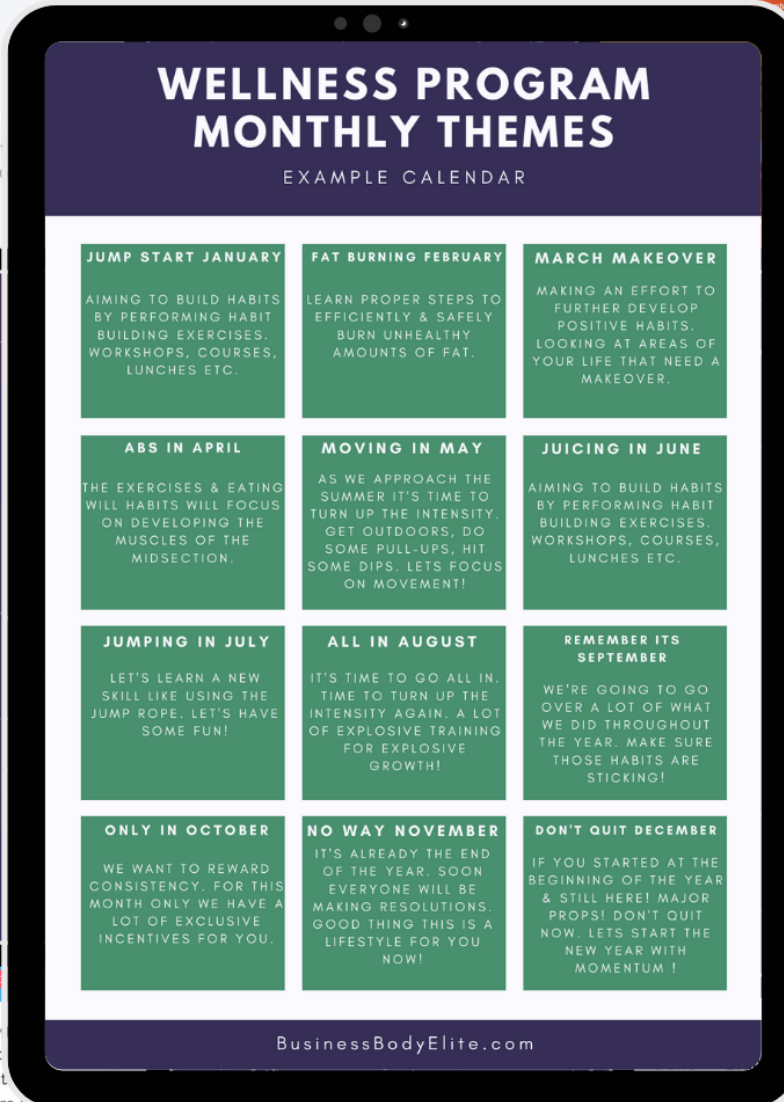 WELLNESS PROGRAM
MONTHLY THEMES
EXAMPLE CALENDAR
JUMP START JANUARY
AIMING TO BUILD HABITS
BY PERFORMING HABIT
BUILDING EXERCISES.
WORKSHOPS, COURSES,
LUNCHES ETC.
FAT BURNING FEBRUARY
LEARN PROPER STEPS TO
EFFICIENTLY & SAFELY
BURN UNHEALTHY
AMOUNTS OF FAT.
MARCH MAKEOVER
MAKING AN EFFORT TO
FURTHER DEVELOP
POSITIVE HABITS.
LOOKING AT AREAS OF
YOUR LIFE THAT NEED A
MAKEOVER.
ABS IN APRIL
THE EXERCISES & EATING
WILL HABITS WILL FOCUS
ON DEVELOPING THE
MUSCLES OF THE
MIDSECTION.
MOVING IN MAY
AS WE APPROACH THE
SUMMER IT'S TIME TO
TURN UP THE INTENSITY.
GET OUTDOORS, DO
SOME PULL-UPS, HIT
SOME DIPS. LETS FOCUS
ON MOVEMENT!
JUICING IN JUNE
AIMING TO BUILD HABITS
BY PERFORMING HABIT
BUILDING EXERCISES.
WORKSHOPS, COURSES,
LUNCHES ETC.
JUMPING IN JULY
LET'S LEARN A NEW
SKILL LIKE USING THE
JUMP ROPE. LET'S HAVE
SOME FUN!
ALL IN AUGUST
IT'S TIME TO GO ALL IN.
TIME TO TURN UP THE
INTENSITY AGAIN. A LOT
OF EXPLOSIVE TRAINING
FOR EXPLOSIVE
GROWTH!
REMEMBER ITS
SEPTEMBER
WE'RE GOING TO GO
OVER A LOT OF WHAT
WE DID THROUGHOUT
THE YEAR. MAKE SURE
THOSE HABITS ARE
STICKING!
ONLY IN OCTOBER
WE WANT TO REWARD
CONSISTENCY. FOR THIS
MONTH ONLY WE HAVE A
LOT OF EXCLUSIVE
INCENTIVES FOR YOU.
NO WAY NOVEMBER
IT'S ALREADY THE END
OF THE YEAR. SOON
EVERYONE WILL BE
MAKING RESOLUTIONS.
GOOD THING THIS IS A
LIFESTYLE FOR YOU
NOW!
DON'T QUIT DECEMBER
IF YOU STARTED AT THE
BEGINNING OF THE YEAR
& STILL HERE! MAJOR
PROPS! DON'T QUIT
NOW. LETS START THE
NEW YEAR WITH
MOMENTUM !
BusinessBodyElite.com